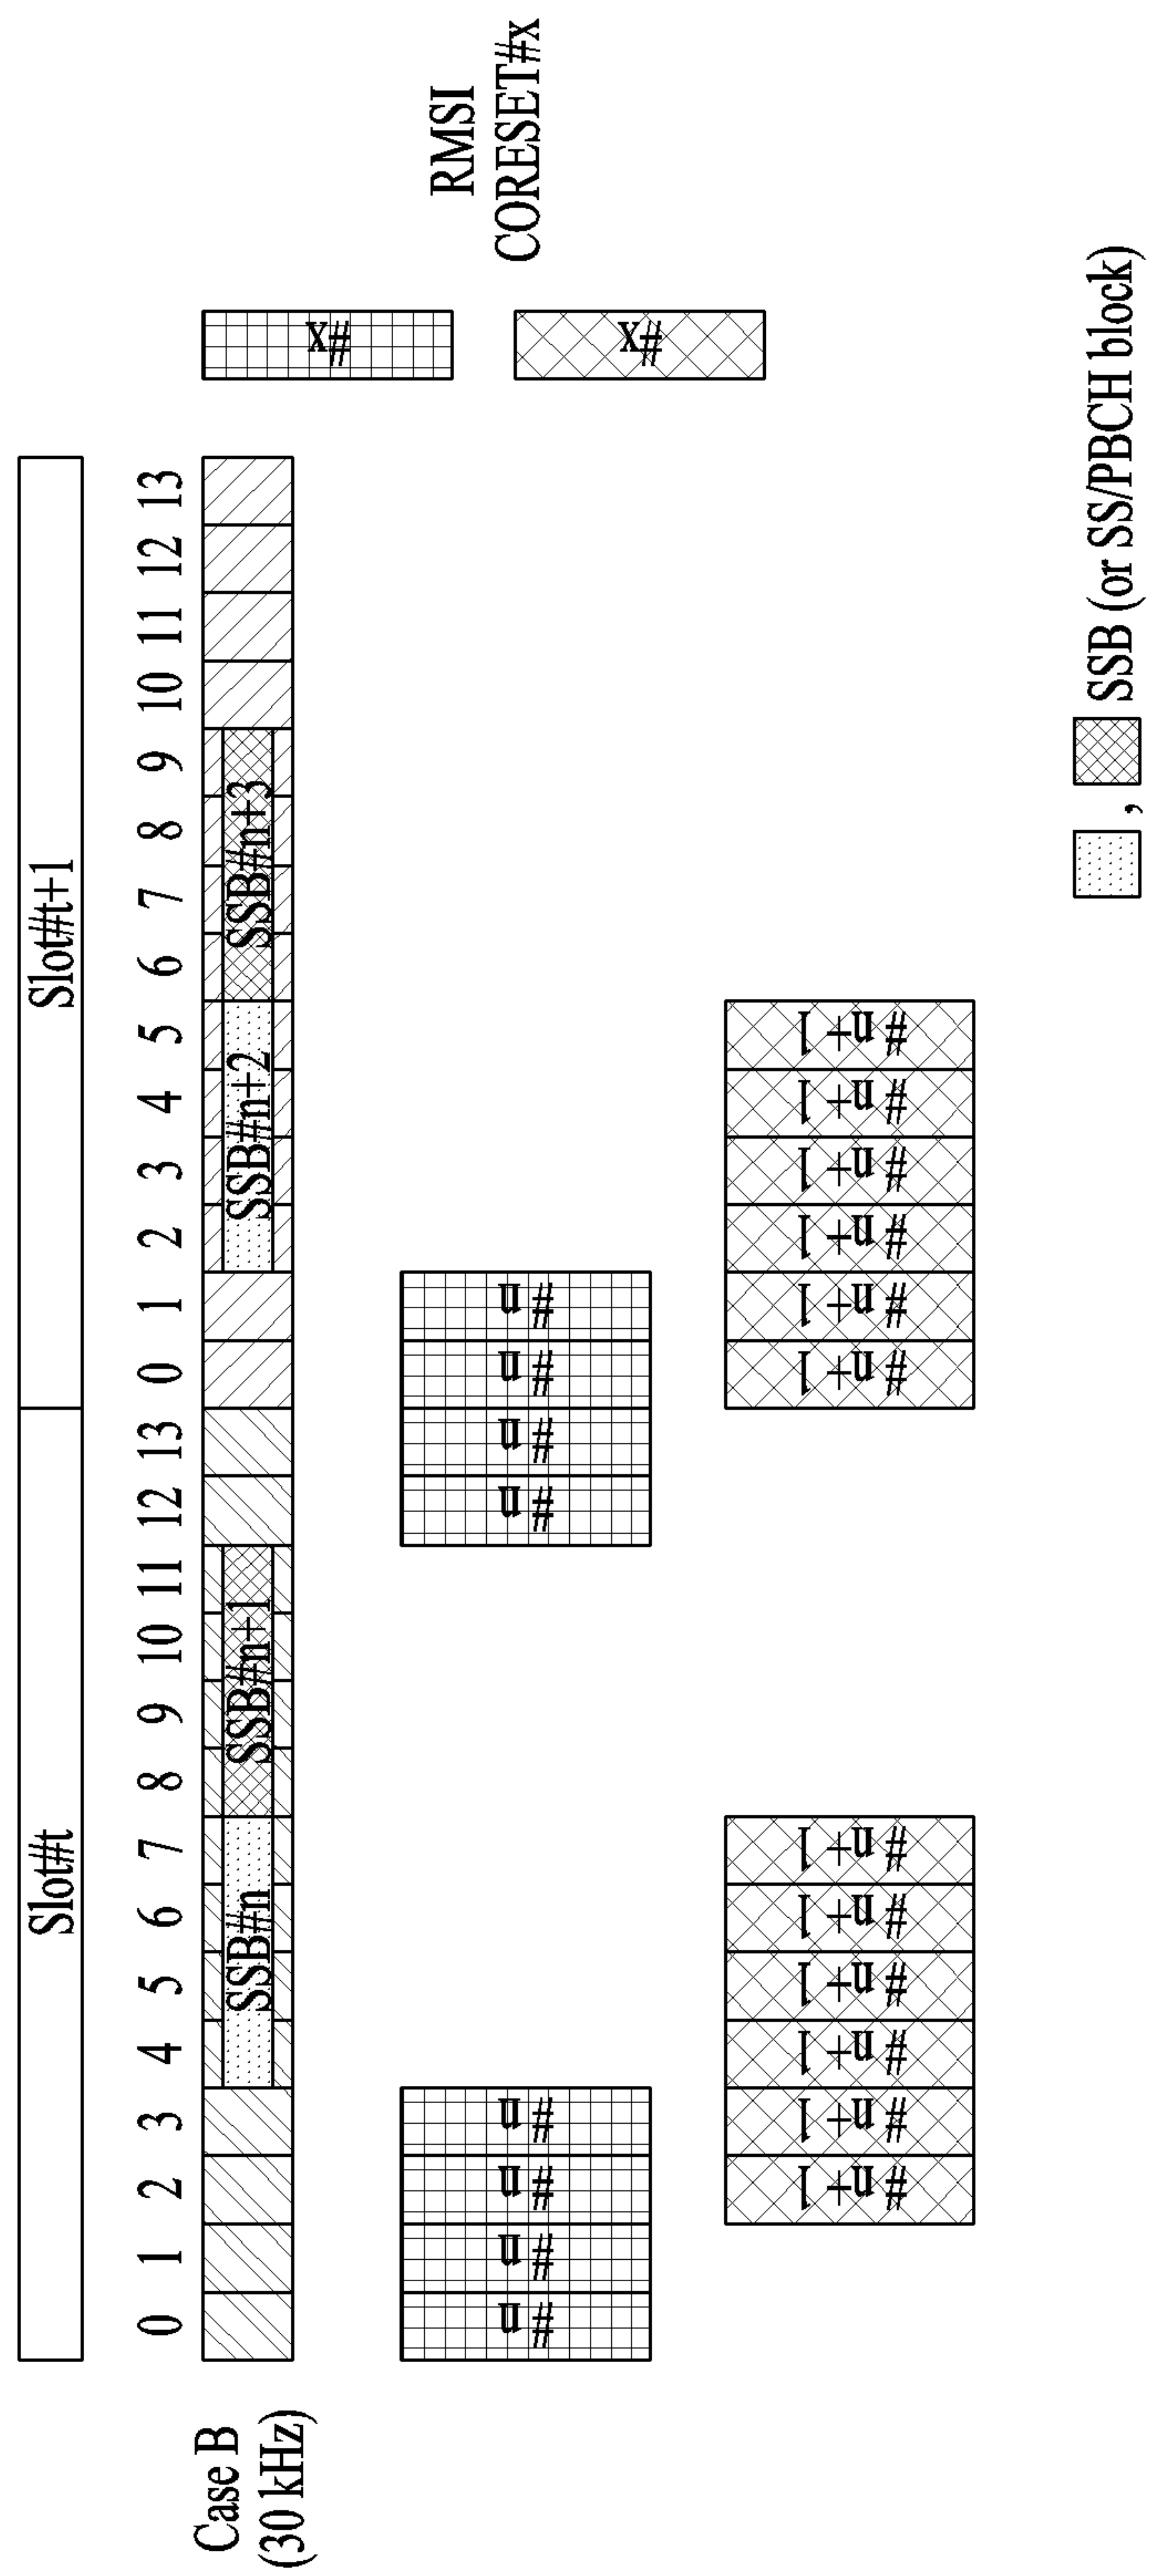 Slot#t Slot#t+1
0 1 2 3 4 5 6 7 8 9 10 11 12 13 0 1 2 3 4 5 6 7 8 9 10 11 12 13
Case B
(30 kHz)
SSB#n SSB#n+1 SSB#n+2 SSB#n+3
#x
#x
RMSI
CORESET#x
#n #n #n #n #n #n #n #n
#n+1 #n+1 #n+1 #n+1 #n+1 #n+1 #n+1 #n+1 #n+1 #n+1 #n+1 #n+1
, SSB (or SS/PBCH block)